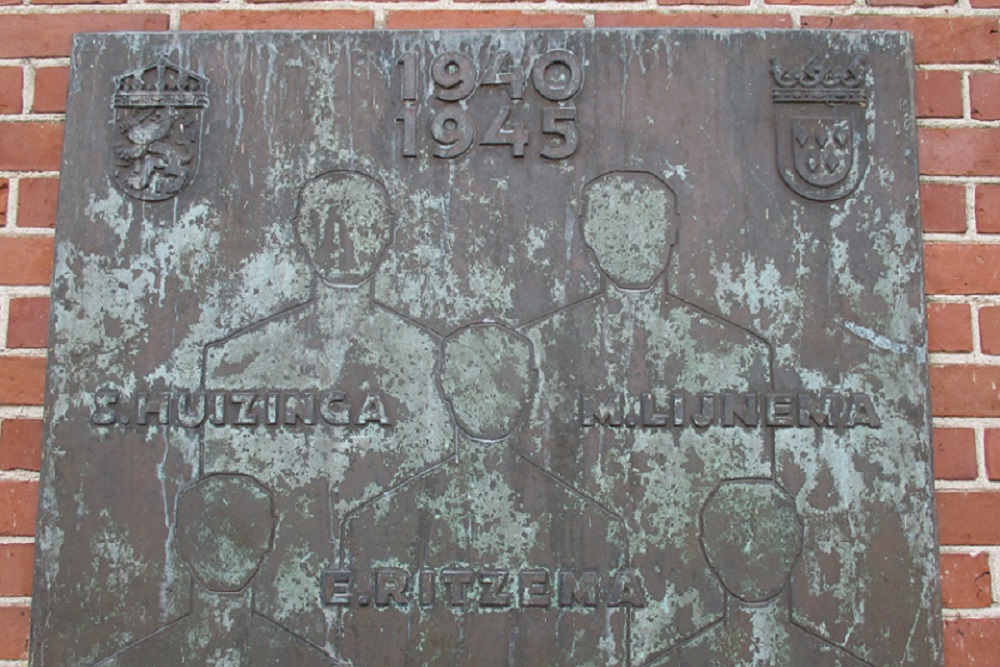 1940
1945
S. HUIZINGA
M. LIJNEMA
E. RITZEMA